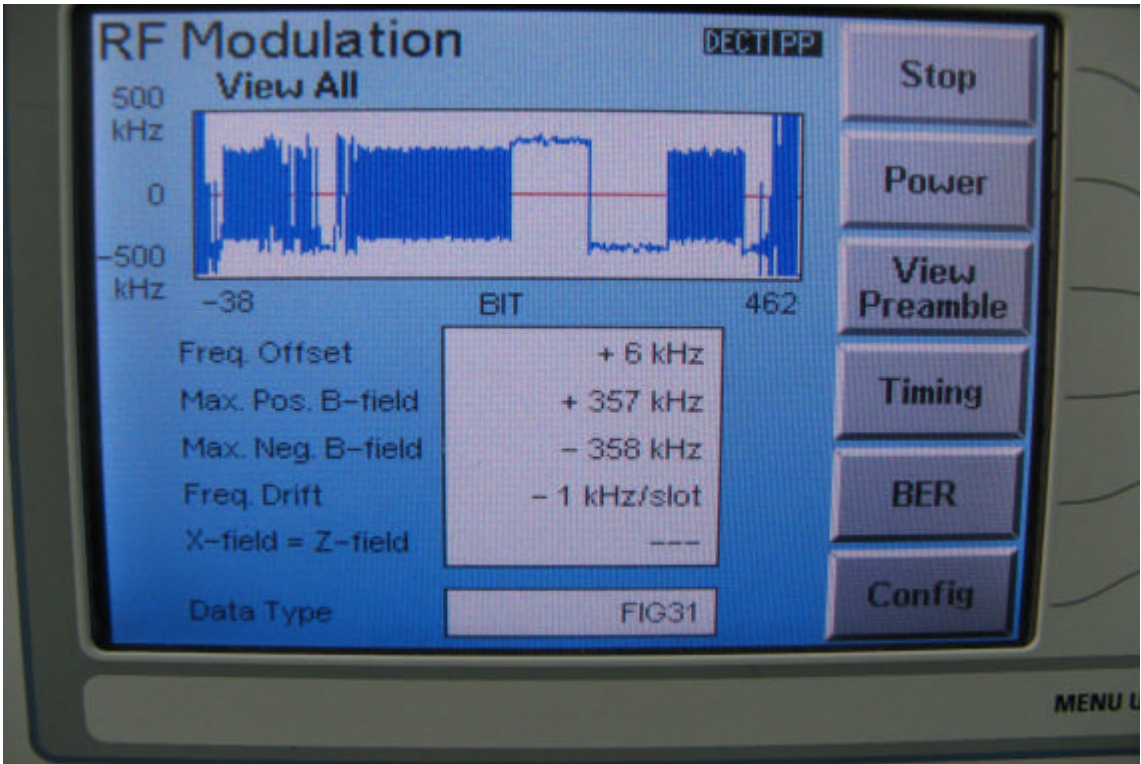 RF Modulation DECT PP
View All
500
kHz
0
-500
kHz
-38 BIT 462
Freq. Offset + 6 kHz
Max. Pos. B-field + 357 kHz
Max. Neg. B-field - 358 kHz
Freq. Drift - 1 kHz/slot
X-field = Z-field ---
Data Type FIG31
Stop
Power
View
Preamble
Timing
BER
Config
MENU U